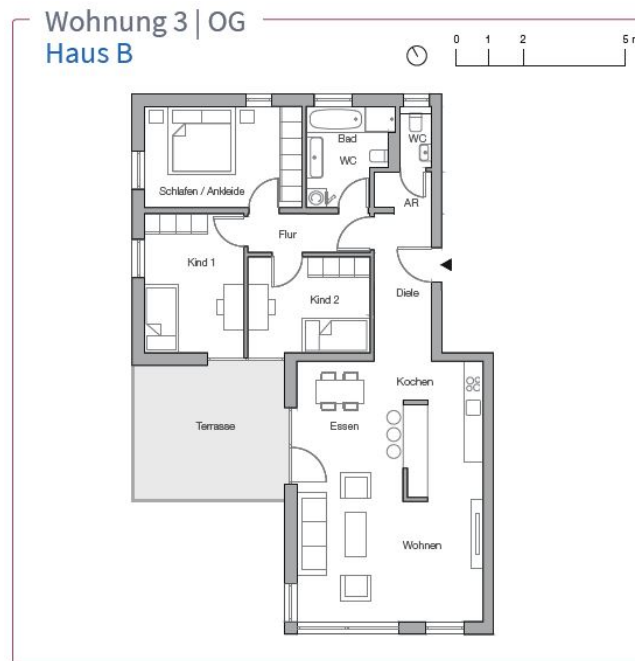 Wohnung 3 | OG
Haus B
0 1 2 5 m
Bad
WC
WC
Schlafen / Ankleide
AR
Flur
Kind 1
Kind 2
Diele
Kochen
Terrasse
Essen
Wohnen